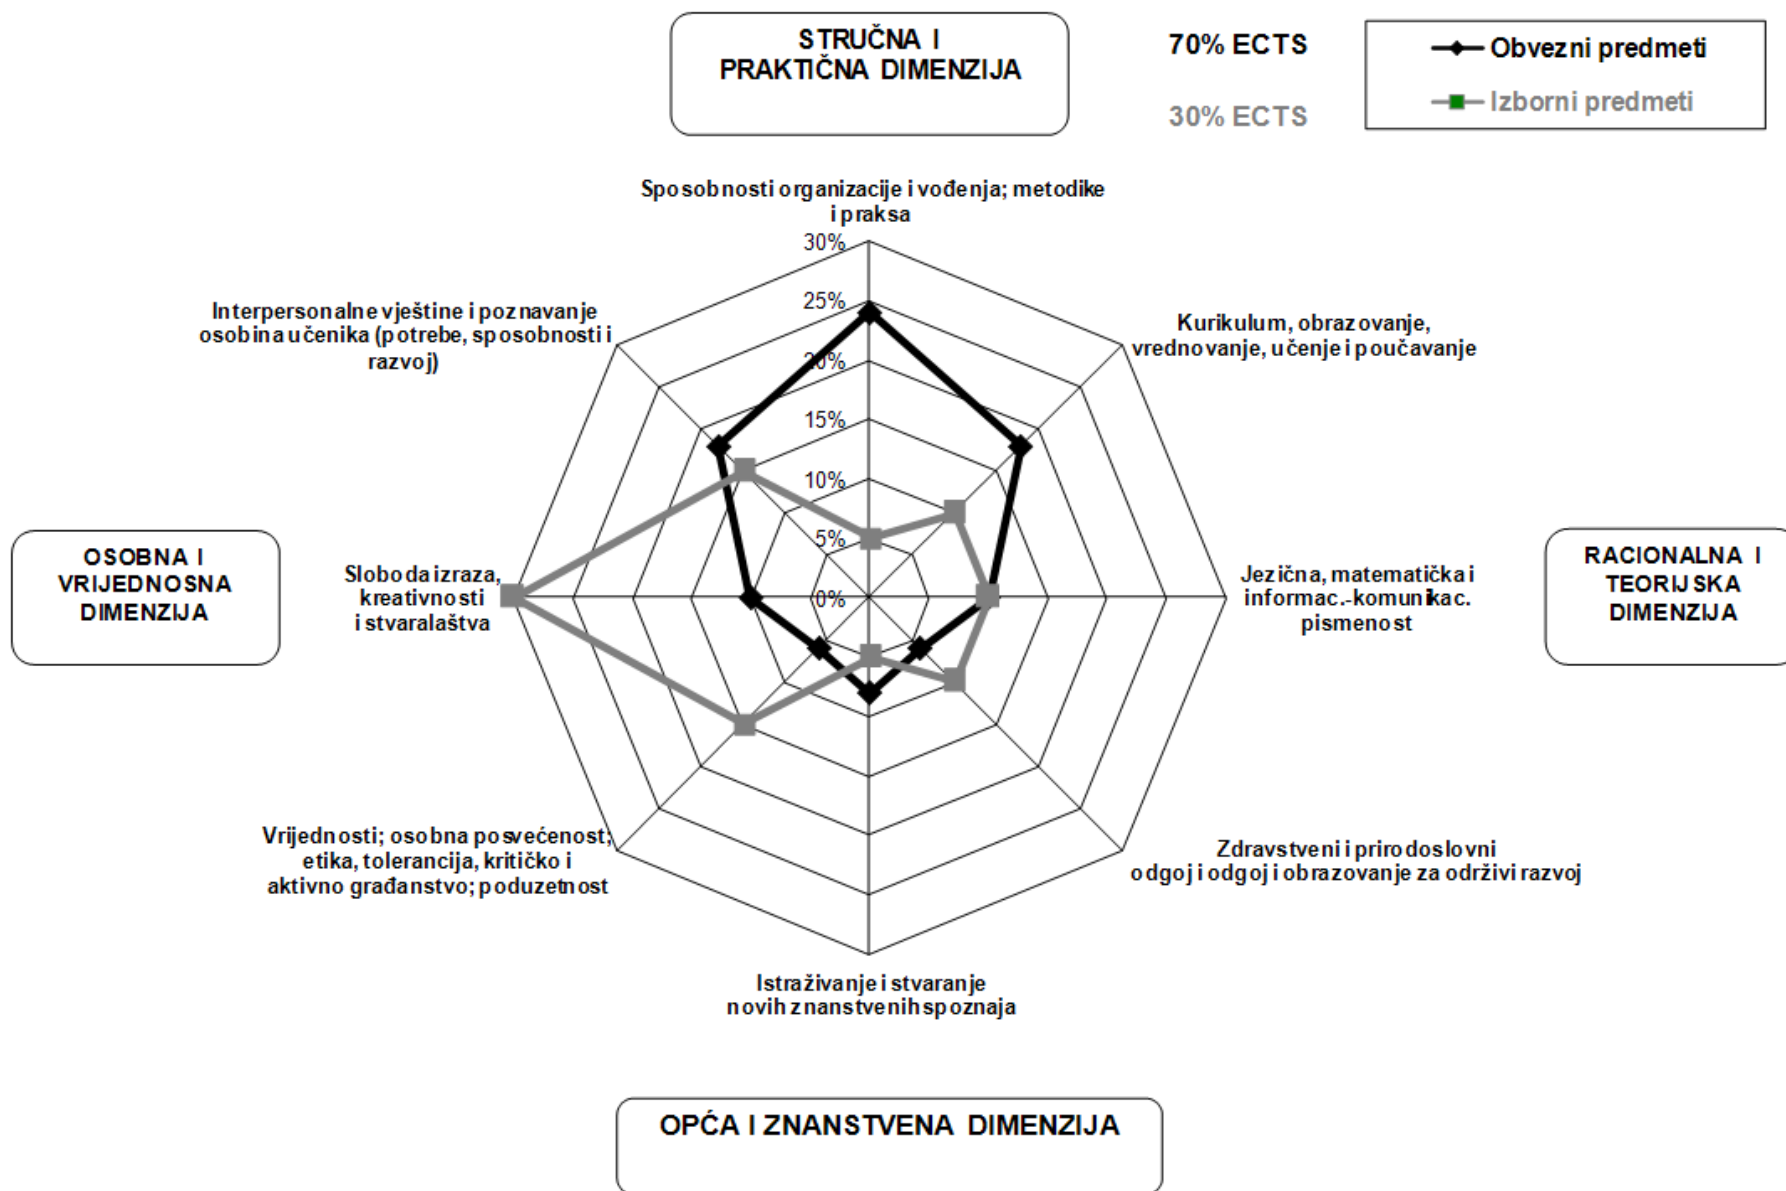 STRUČNA I
PRAKTIČNA DIMENZIJA
70% ECTS
30% ECTS
Obvezni predmeti
Izborni predmeti
Sposobnosti organizacije i vođenja; metodike
i praksa
30%
25%
20%
15%
10%
5%
0%
Interpersonalne vještine i poznavanje
osobina učenika (potrebe, sposobnosti i
razvoj)
Kurikulum, obrazovanje,
vrednovanje, učenje i poučavanje
OSOBNA I
VRIJEDNOSNA
DIMENZIJA
Sloboda izraza,
kreativnosti
i stvaralaštva
Jezična, matematička i
informac.-komunikac.
pismenost
RACIONALNA I
TEORIJSKA
DIMENZIJA
Vrijednosti; osobna posvećenost;
etika, tolerancija, kritičko i
aktivno građanstvo; poduzetnost
Zdravstveni i prirodoslovni
odgoj i odgoj i obrazovanje za održivi razvoj
Istraživanje i stvaranje
novih znanstvenih spoznaja
OPĆA I ZNANSTVENA DIMENZIJA